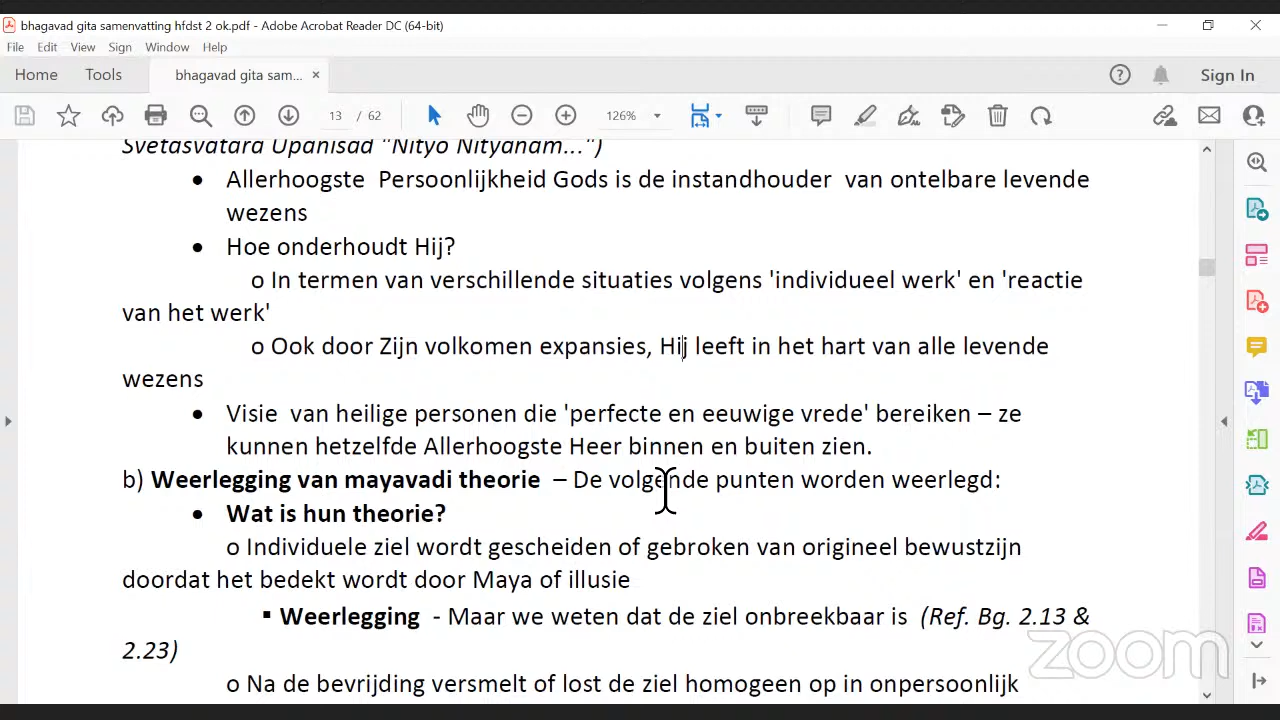 bhagavad gita samenvatting hfdst 2 ok.pdf - Adobe Acrobat Reader DC (64-bit)
File Edit View Sign Window Help
Home Tools bhagavad gita sam... × Sign In
13 / 62 126%
Svetasvatara Upanisad "Nityo Nityanam...")
• Allerhoogste Persoonlijkheid Gods is de instandhouder van ontelbare levende
wezens
• Hoe onderhoudt Hij?
o In termen van verschillende situaties volgens 'individueel werk' en 'reactie
van het werk'
o Ook door Zijn volkomen expansies, Hij leeft in het hart van alle levende
wezens
• Visie van heilige personen die 'perfecte en eeuwige vrede' bereiken – ze
kunnen hetzelfde Allerhoogste Heer binnen en buiten zien.
b) Weerlegging van mayavadi theorie – De volgende punten worden weerlegd:
• Wat is hun theorie?
o Individuele ziel wordt gescheiden of gebroken van origineel bewustzijn
doordat het bedekt wordt door Maya of illusie
▪ Weerlegging - Maar we weten dat de ziel onbreekbaar is (Ref. Bg. 2.13 &
2.23)
o Na de bevrijding versmelt of lost de ziel homogeen op in onpersoonlijk
zoom